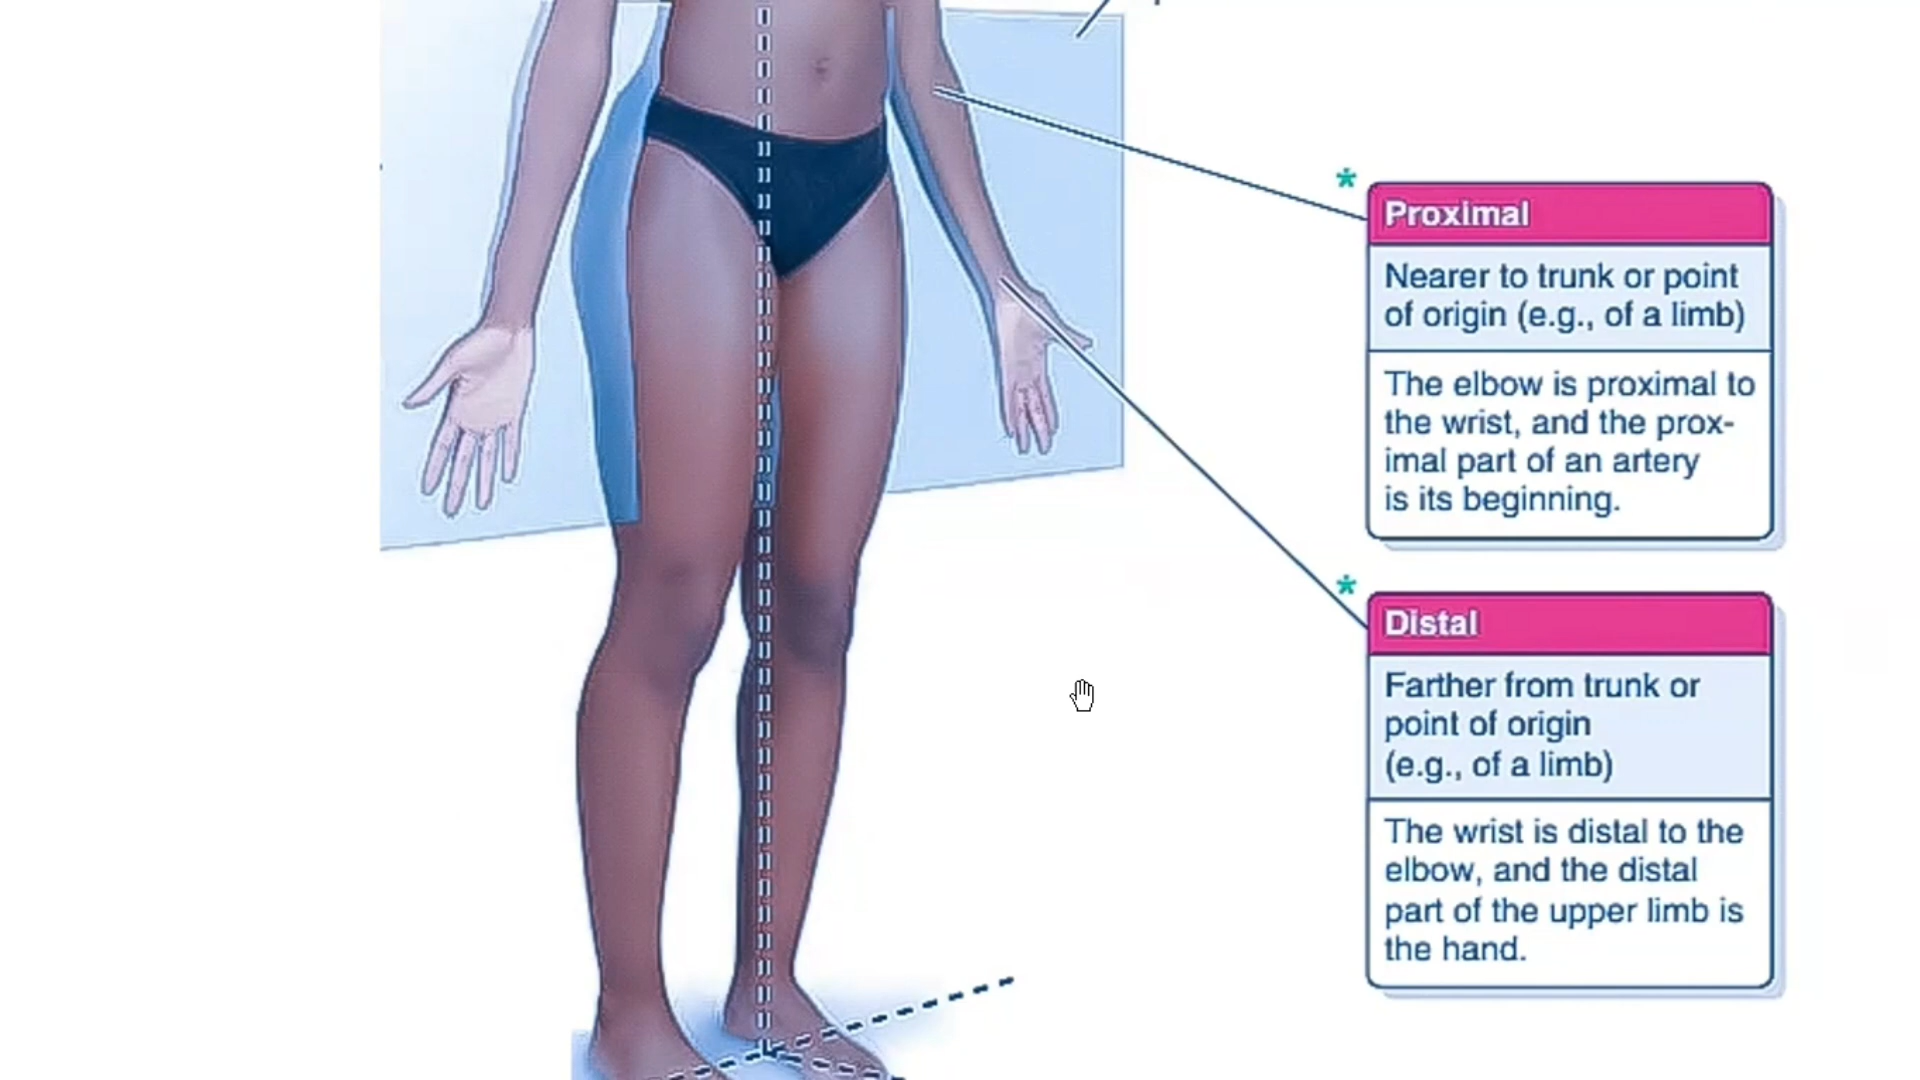 *
Proximal
Nearer to trunk or point
of origin (e.g., of a limb)
The elbow is proximal to
the wrist, and the prox-
imal part of an artery
is its beginning.
*
Distal
Farther from trunk or
point of origin
(e.g., of a limb)
The wrist is distal to the
elbow, and the distal
part of the upper limb is
the hand.